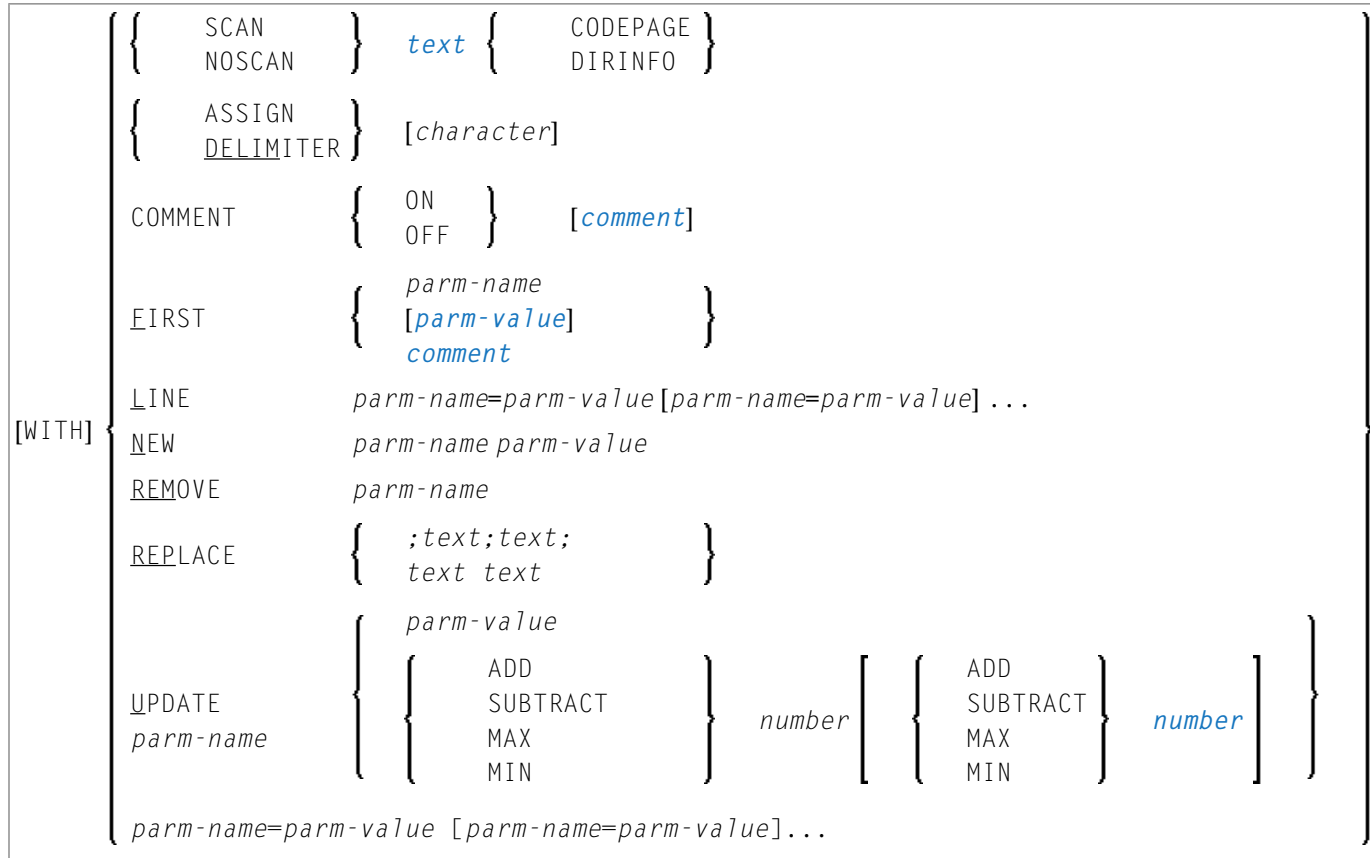 SCAN CODEPAGE
text
NOSCAN DIRINFO
ASSIGN
[character]
DELIMITER
ON
COMMENT [comment]
OFF
parm-name
FIRST [parm-value]
comment
LINE parm-name=parm-value [parm-name=parm-value] ...
[WITH]
NEW parm-name parm-value
REMOVE parm-name
;text;text;
REPLACE
text text
parm-value
ADD ADD
UPDATE SUBTRACT number SUBTRACT number
parm-name MAX MAX
MIN MIN
parm-name=parm-value [parm-name=parm-value]...